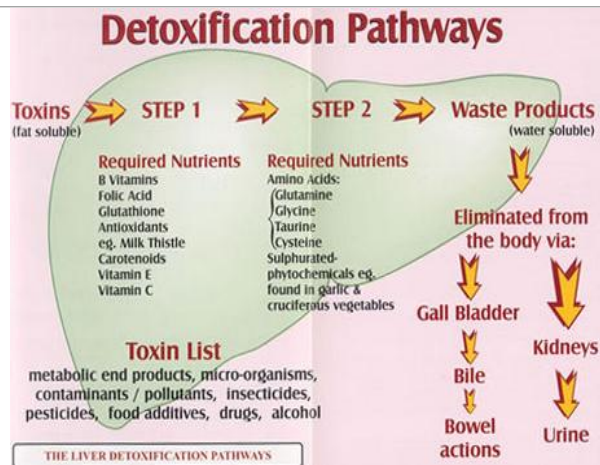 Detoxification Pathways
Toxins
(fat soluble)
STEP 1
STEP 2
Waste Products
(water soluble)
Required Nutrients
B Vitamins
Folic Acid
Glutathione
Antioxidants
eg. Milk Thistle
Carotenoids
Vitamin E
Vitamin C
Required Nutrients
Amino Acids:
Glutamine
Glycine
Taurine
Cysteine
Sulphurated-
phytochemicals eg.
found in garlic &
cruciferous vegetables
Eliminated from
the body via:
Gall Bladder
Bile
Bowel
actions
Kidneys
Urine
Toxin List
metabolic end products, micro-organisms,
contaminants / pollutants, insecticides,
pesticides, food additives, drugs, alcohol
THE LIVER DETOXIFICATION PATHWAYS